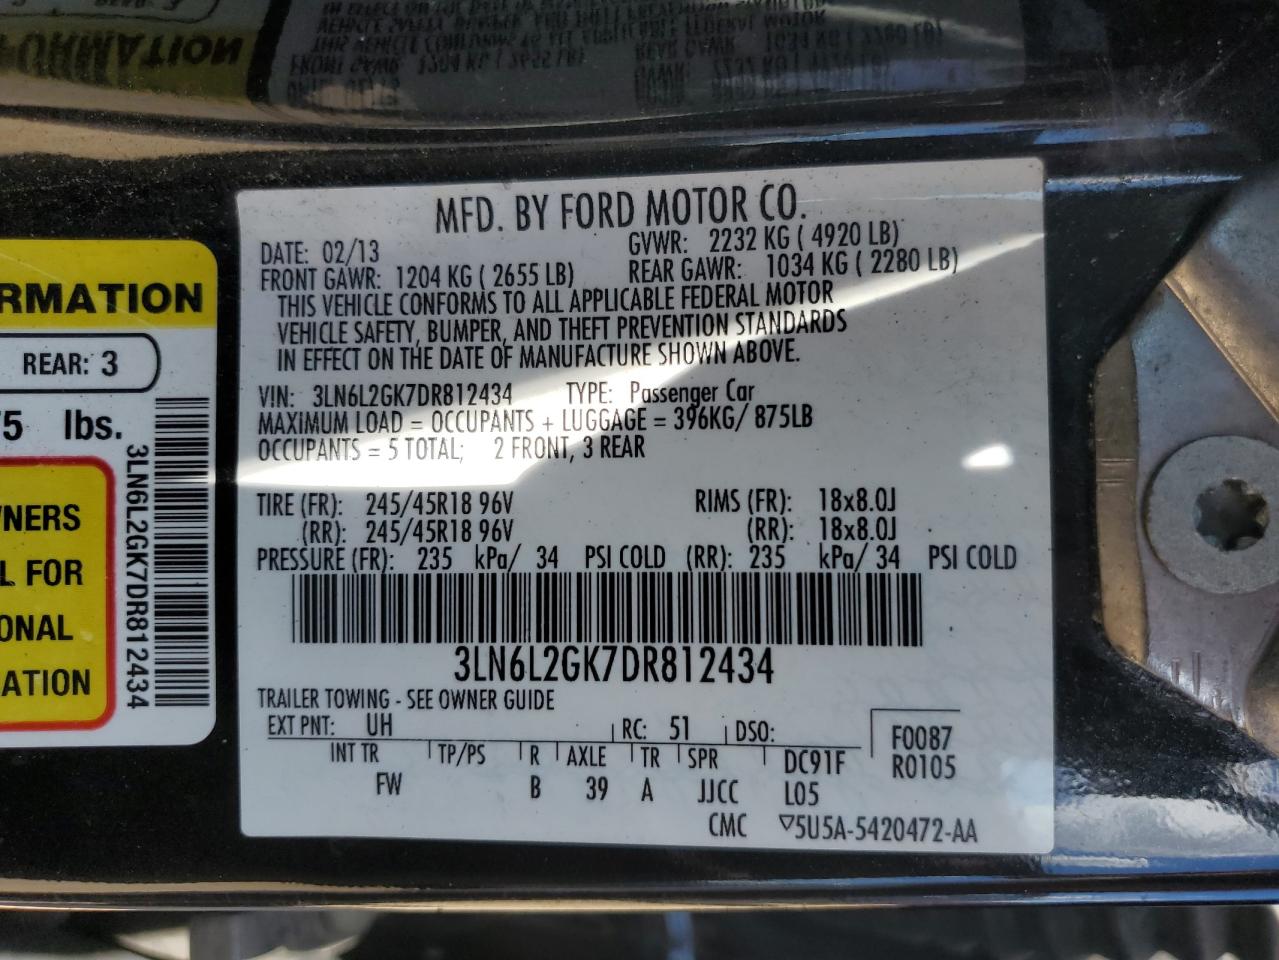 MFD. BY FORD MOTOR CO.
DATE: 02/13 GVWR: 2232 KG ( 4920 LB)
FRONT GAWR: 1204 KG ( 2655 LB) REAR GAWR: 1034 KG ( 2280 LB)
THIS VEHICLE CONFORMS TO ALL APPLICABLE FEDERAL MOTOR
VEHICLE SAFETY, BUMPER, AND THEFT PREVENTION STANDARDS
IN EFFECT ON THE DATE OF MANUFACTURE SHOWN ABOVE.
VIN: 3LN6L2GK7DR812434 TYPE: Passenger Car
MAXIMUM LOAD = OCCUPANTS + LUGGAGE = 396KG/ 875LB
OCCUPANTS = 5 TOTAL; 2 FRONT, 3 REAR
TIRE (FR): 245/45R18 96V RIMS (FR): 18x8.0J
(RR): 245/45R18 96V (RR): 18x8.0J
PRESSURE (FR): 235 kPa/ 34 PSI COLD (RR): 235 kPa/ 34 PSI COLD
3LN6L2GK7DR812434
TRAILER TOWING - SEE OWNER GUIDE
EXT PNT: UH RC: 51 DSO: F0087
INT TR TP/PS R AXLE TR SPR DC91F R0105
FW B 39 A JJCC L05
CMC ▽5U5A-5420472-AA
RMATION
REAR: 3
75 lbs.
WNERS
L FOR
ONAL
ATION
3LN6L2GK7DR812434